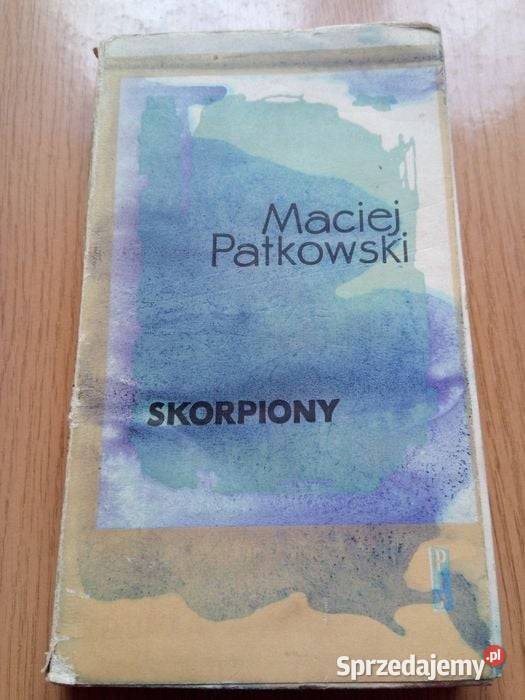 Maciej
Patkowski
SKORPIONY
P
Sprzedajemy.pl